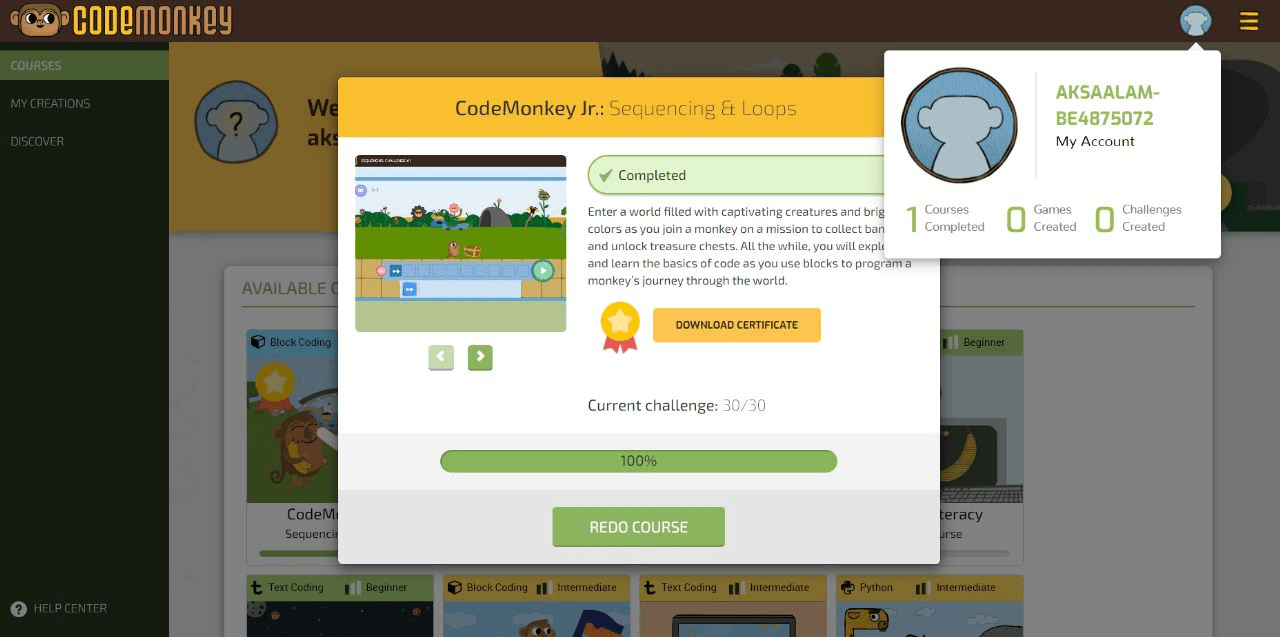 CODEMONKEY
COURSES
MY CREATIONS
DISCOVER
HELP CENTER
?
We
aks
AKSAALAM-
BE4875072
My Account
1 Courses Completed
0 Games Created
0 Challenges Created
CodeMonkey Jr.: Sequencing & Loops
SEQUENCING CHALLENGE #1
1-1
Completed
Enter a world filled with captivating creatures and brig
colors as you join a monkey on a mission to collect ban
and unlock treasure chests. All the while, you will explo
and learn the basics of code as you use blocks to program a
monkey's journey through the world.
DOWNLOAD CERTIFICATE
Current challenge: 30/30
100%
REDO COURSE
AVAILABLE C
Block Coding
Beginner
CodeMo
Sequencin
teracy
urse
Text Coding Beginner
Block Coding Intermediate
Text Coding Intermediate
Python Intermediate